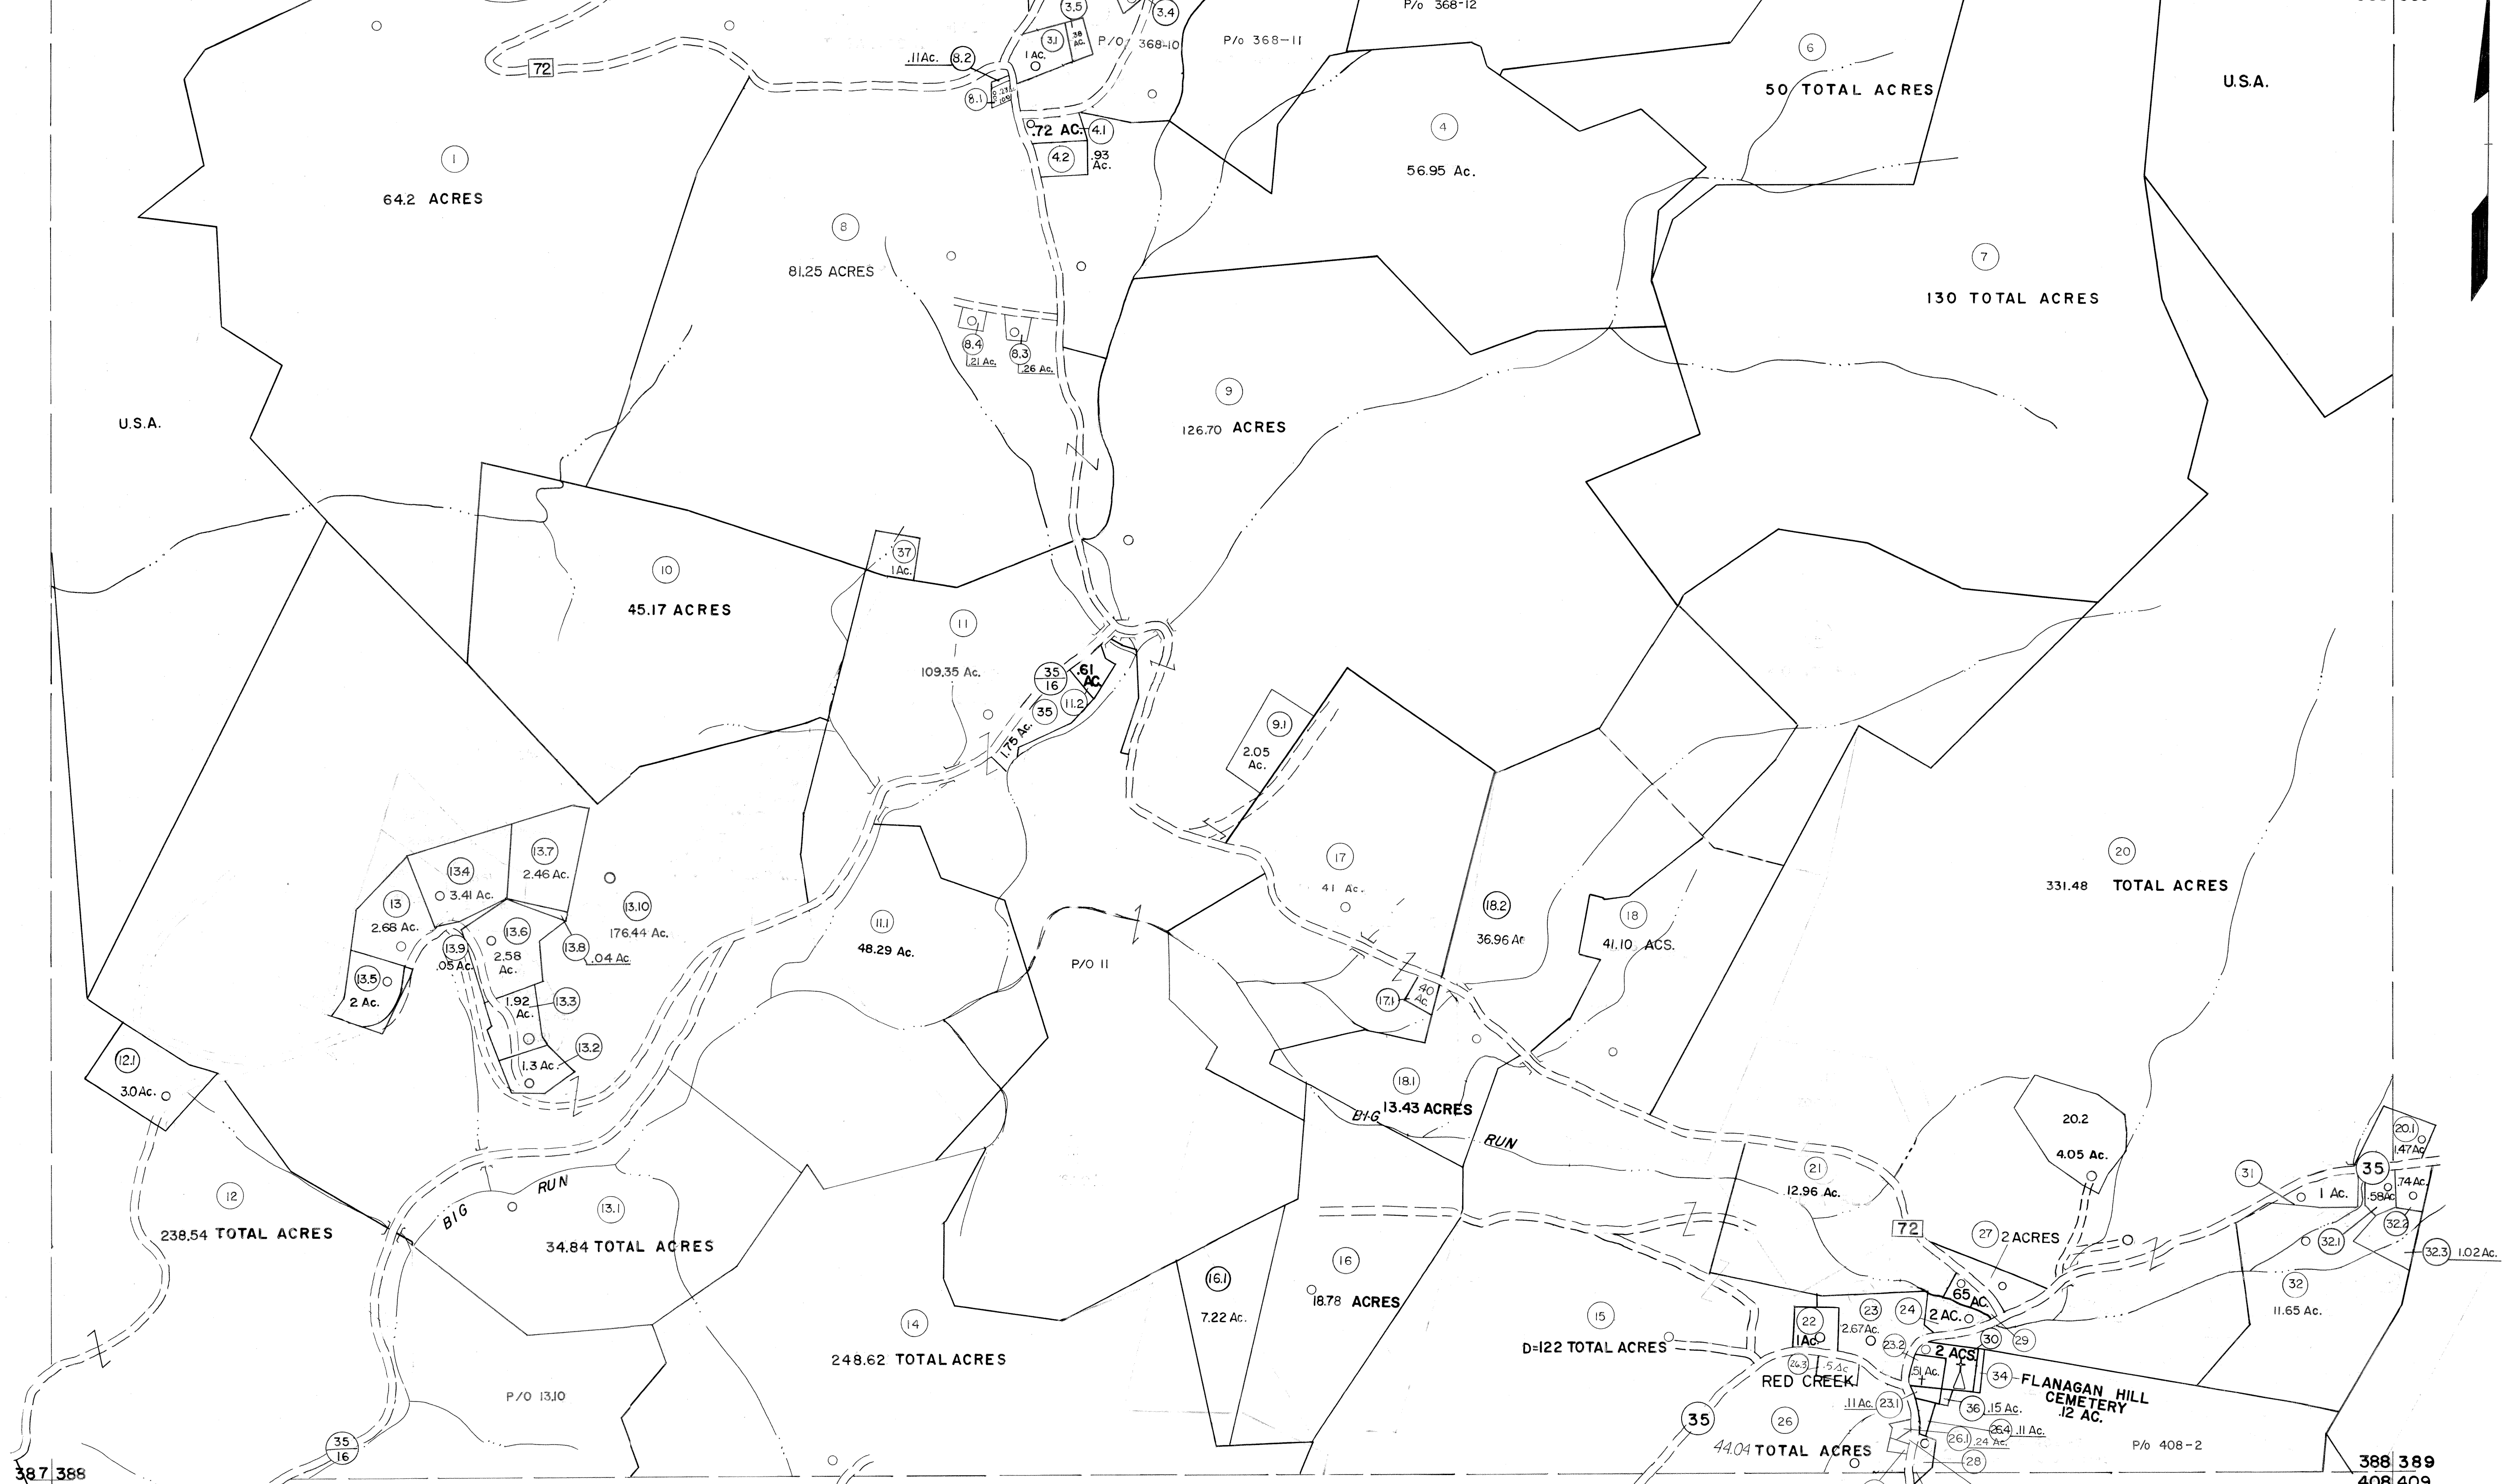 P/o 368-12
3.5
3.4
3.1
1 AC.
.38
AC.
P/O 368-10
P/o 368-11
6
50 TOTAL ACRES
U.S.A.
72
.11Ac.
8.2
8.1
.72 AC.
4.1
4.2
.93
Ac.
4
56.95 Ac.
1
64.2 ACRES
8
81.25 ACRES
7
130 TOTAL ACRES
8.4
.21 Ac.
8.3
.26 Ac.
9
126.70 ACRES
U.S.A.
37
1Ac.
10
45.17 ACRES
11
109.35 Ac.
35
16
.61
AC.
11.2
35
1.75 Ac.
9.1
2.05
Ac.
17
41 Ac.
20
331.48 TOTAL ACRES
13.7
2.46 Ac.
13.4
3.41 Ac.
13
2.68 Ac.
13.10
176.44 Ac.
13.6
2.58
Ac.
13.9
.05Ac.
13.8
.04 Ac.
11.1
48.29 Ac.
18.2
36.96 Ac
18
41.10 ACS.
P/O 11
13.5
2 Ac.
1.92
Ac.
13.3
17.1
.40
Ac.
13.2
1.3 Ac.
12.1
3.0 Ac.
18.1
13.43 ACRES
BIG
RUN
20.2
4.05 Ac.
20.1
1.47Ac
35
21
12.96 Ac.
31
1 Ac.
.58Ac
.74Ac.
BIG
RUN
12
238.54 TOTAL ACRES
13.1
34.84 TOTAL ACRES
72
27
2 ACRES
32.1
32.2
32.3
1.02 Ac.
16
18.78 ACRES
16.1
7.22 Ac.
32
11.65 Ac.
.65
AC.
14
248.62 TOTAL ACRES
15
D=122 TOTAL ACRES
22
1Ac.
23
2.67Ac.
24
2 AC.
29
30
23.2
2 ACS.
.51 Ac.
26.3
.5 Ac
RED CREEK
34
FLANAGAN HILL
CEMETERY
.12 AC.
P/O 13.10
.11 Ac.
23.1
36
.15 Ac.
35
26
44.04 TOTAL ACRES
26.4
.11 Ac.
26.1
.24 Ac.
28
P/o 408-2
35
16
387 388
388 389
408 409